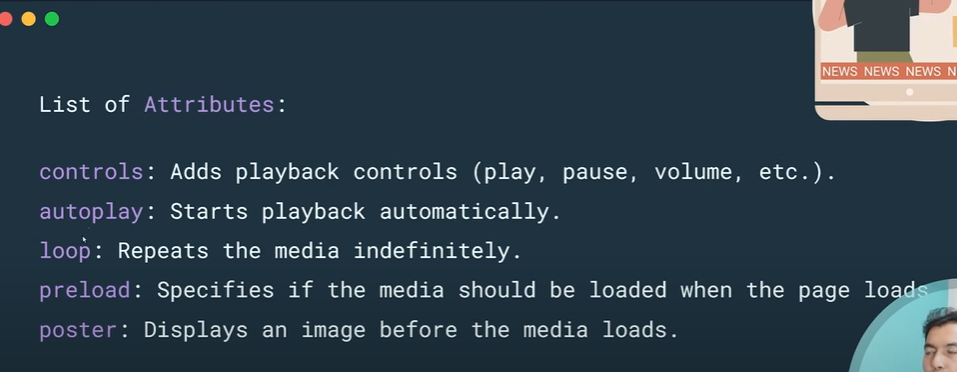 NEWS NEWS NEWS N
List of Attributes:
controls: Adds playback controls (play, pause, volume, etc.).
autoplay: Starts playback automatically.
loop: Repeats the media indefinitely.
preload: Specifies if the media should be loaded when the page loads
poster: Displays an image before the media loads.